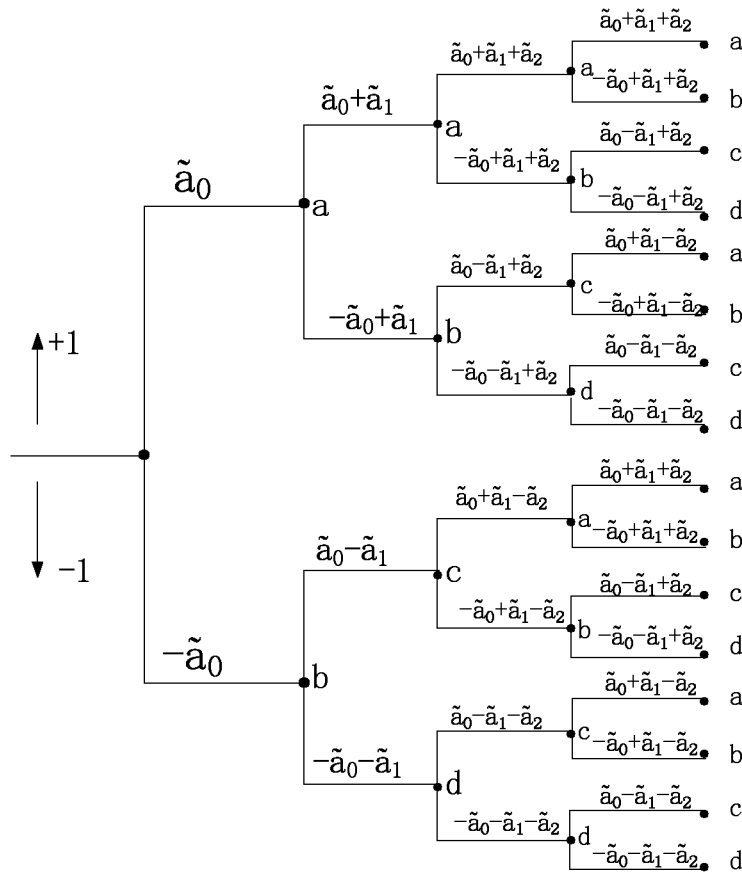 ã₀+ã₁+ã₂
a
ã₀+ã₁+ã₂
a
−ã₀+ã₁+ã₂
b
ã₀+ã₁
a
ã₀−ã₁+ã₂
c
−ã₀+ã₁+ã₂
b
ã₀
−ã₀−ã₁+ã₂
d
a
ã₀+ã₁−ã₂
a
ã₀−ã₁+ã₂
c
−ã₀+ã₁−ã₂
b
−ã₀+ã₁
b
+1
ã₀−ã₁−ã₂
c
−ã₀−ã₁+ã₂
d
−ã₀−ã₁−ã₂
d
ã₀+ã₁+ã₂
a
ã₀+ã₁−ã₂
a
−ã₀+ã₁+ã₂
b
ã₀−ã₁
c
−1
ã₀−ã₁+ã₂
c
−ã₀+ã₁−ã₂
b
−ã₀−ã₁+ã₂
d
−ã₀
b
ã₀+ã₁−ã₂
a
ã₀−ã₁−ã₂
c
−ã₀+ã₁−ã₂
b
−ã₀−ã₁
d
ã₀−ã₁−ã₂
c
−ã₀−ã₁−ã₂
d
−ã₀−ã₁−ã₂
d